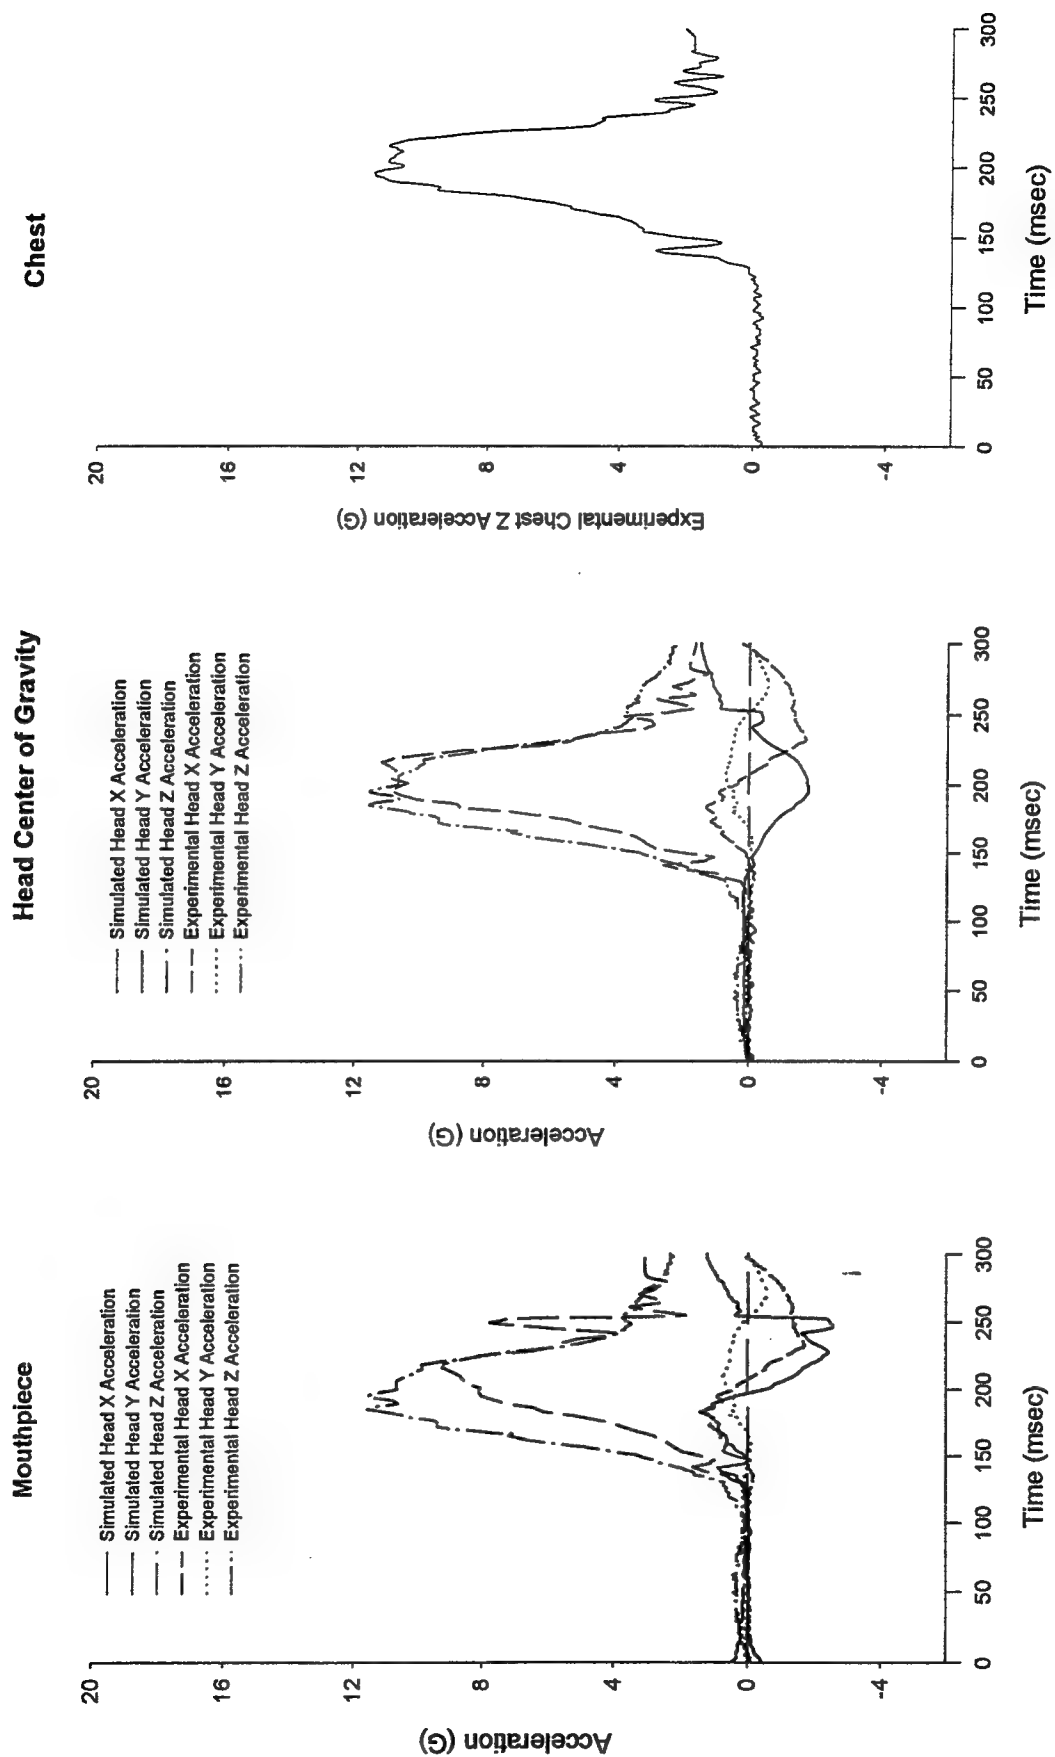 Mouthpiece
Simulated Head X Acceleration
Simulated Head Y Acceleration
Simulated Head Z Acceleration
Experimental Head X Acceleration
Experimental Head Y Acceleration
Experimental Head Z Acceleration
Acceleration (G)
20
16
12
8
4
0
-4
0
50
100
150
200
250
300
Time (msec)
Head Center of Gravity
Simulated Head X Acceleration
Simulated Head Y Acceleration
Simulated Head Z Acceleration
Experimental Head X Acceleration
Experimental Head Y Acceleration
Experimental Head Z Acceleration
Acceleration (G)
20
16
12
8
4
0
-4
0
50
100
150
200
250
300
Time (msec)
Chest
Experimental Chest Z Acceleration (G)
20
16
12
8
4
0
-4
0
50
100
150
200
250
300
Time (msec)